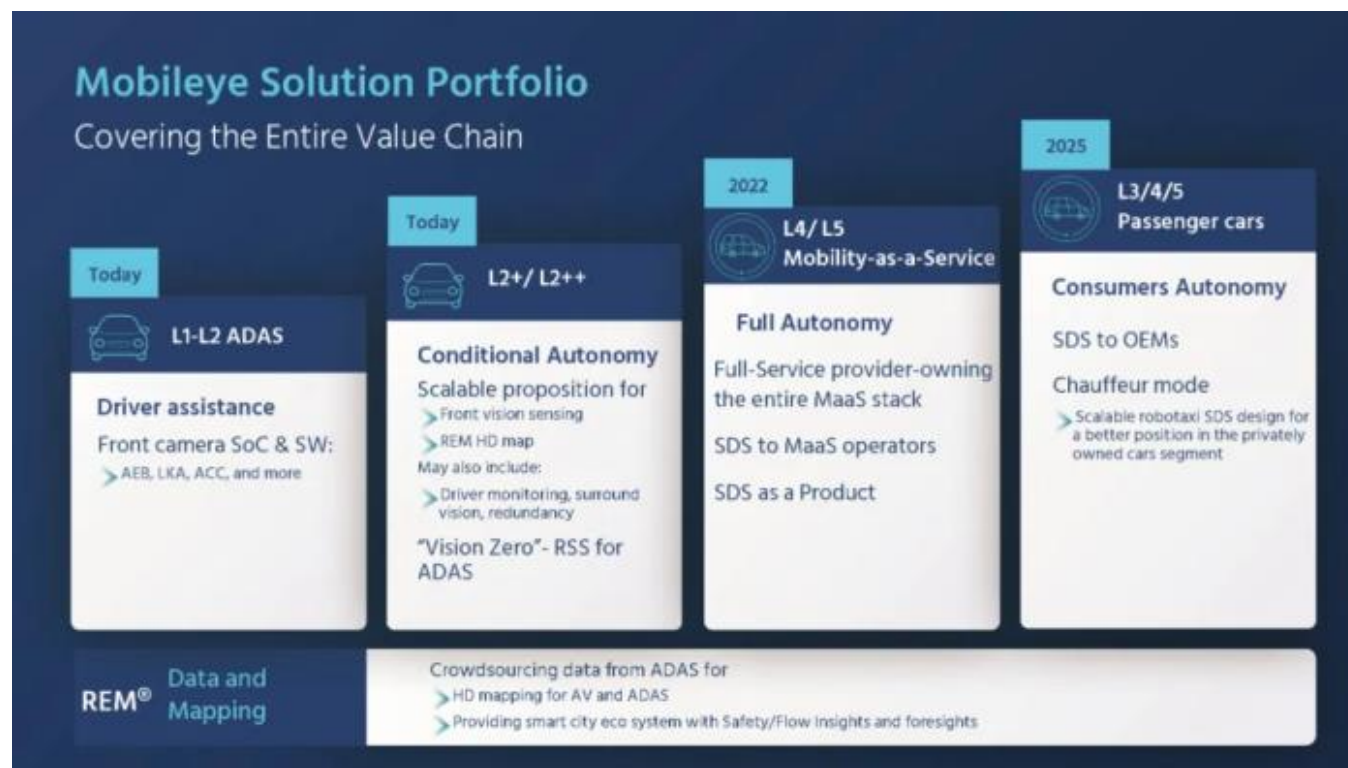 Mobileye Solution Portfolio
Covering the Entire Value Chain
Today
L1-L2 ADAS
Driver assistance
Front camera SoC & SW:
AEB, LKA, ACC, and more
Today
L2+/ L2++
Conditional Autonomy
Scalable proposition for
Front vision sensing
REM HD map
May also include:
Driver monitoring, surround
vision, redundancy
"Vision Zero"- RSS for
ADAS
2022
L4/ L5
Mobility-as-a-Service
Full Autonomy
Full-Service provider-owning
the entire MaaS stack
SDS to MaaS operators
SDS as a Product
2025
L3/4/5
Passenger cars
Consumers Autonomy
SDS to OEMs
Chauffeur mode
Scalable robotaxi SDS design for
a better position in the privately
owned cars segment
REM® Data and
Mapping
Crowdsourcing data from ADAS for
HD mapping for AV and ADAS
Providing smart city eco system with Safety/Flow Insights and foresights